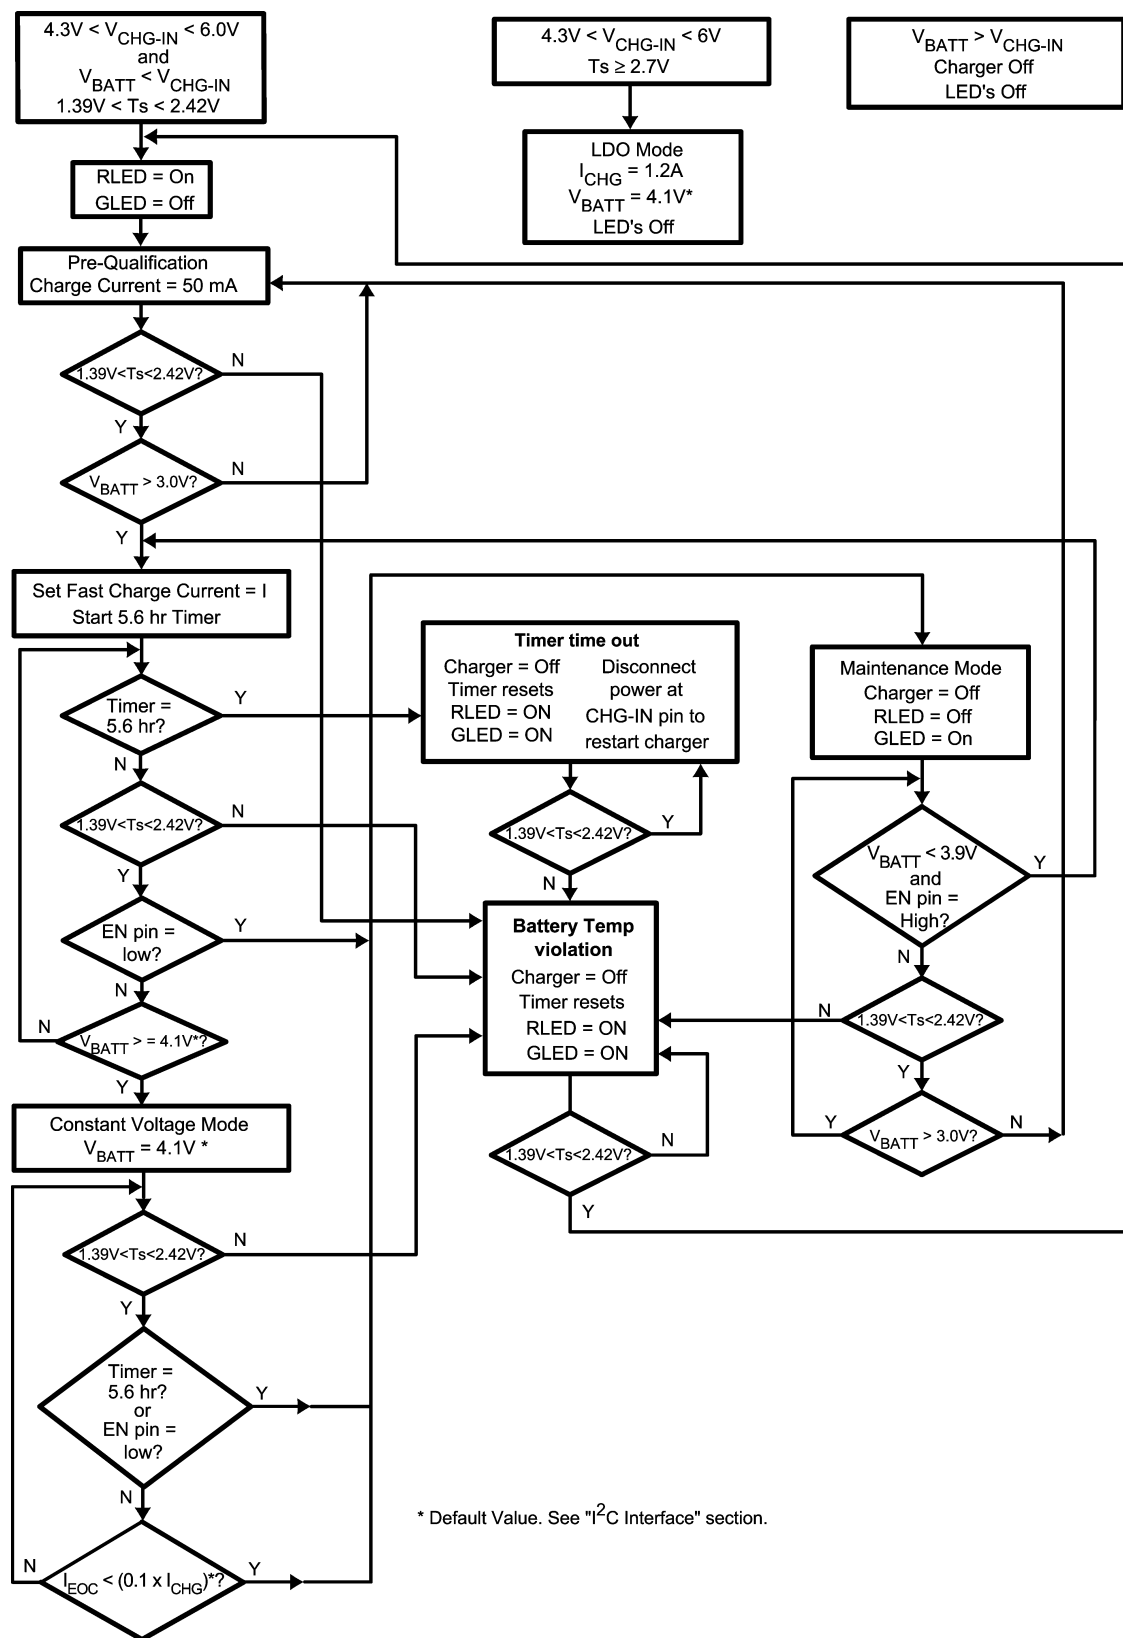 4.3V < VCHG-IN < 6.0V
and
VBATT < VCHG-IN
1.39V < Ts < 2.42V
4.3V < VCHG-IN < 6V
Ts ≥ 2.7V
VBATT > VCHG-IN
Charger Off
LED's Off
LDO Mode
ICHG = 1.2A
VBATT = 4.1V*
LED's Off
RLED = On
GLED = Off
Pre-Qualification
Charge Current = 50 mA
1.39V<Ts<2.42V?
N
Y
VBATT > 3.0V?
N
Y
Set Fast Charge Current = I
Start 5.6 hr Timer
Timer =
5.6 hr?
Y
N
1.39V<Ts<2.42V?
N
Y
EN pin =
low?
Y
N
VBATT > = 4.1V*?
N
Y
Constant Voltage Mode
VBATT = 4.1V *
1.39V<Ts<2.42V?
N
Y
Timer =
5.6 hr?
or
EN pin =
low?
Y
N
IEOC < (0.1 x ICHG)*?
N
Y
Timer time out
Charger = Off
Timer resets
RLED = ON
GLED = ON
Disconnect
power at
CHG-IN pin to
restart charger
1.39V<Ts<2.42V?
Y
N
Battery Temp
violation
Charger = Off
Timer resets
RLED = ON
GLED = ON
1.39V<Ts<2.42V?
N
Y
Maintenance Mode
Charger = Off
RLED = Off
GLED = On
VBATT < 3.9V
and
EN pin =
High?
Y
N
1.39V<Ts<2.42V?
N
Y
VBATT > 3.0V?
Y
N
* Default Value. See "I2C Interface" section.